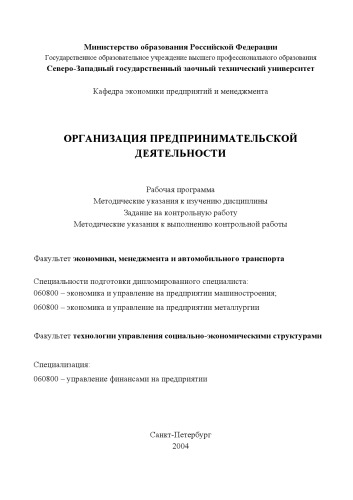 Министерство образования Российской Федерации
Государственное образовательное учреждение высшего профессионального образования
Северо-Западный государственный заочный технический университет
Кафедра экономики предприятий и менеджмента
ОРГАНИЗАЦИЯ ПРЕДПРИНИМАТЕЛЬСКОЙ
ДЕЯТЕЛЬНОСТИ
Рабочая программа
Методические указания к изучению дисциплины
Задание на контрольную работу
Методические указания к выполнению контрольной работы
Факультет экономики, менеджмента и автомобильного транспорта
Специальности подготовки дипломированного специалиста:
060800 – экономика и управление на предприятии машиностроения;
060800 – экономика и управление на предприятии металлургии
Факультет технологии управления социально-экономическими структурами
Специализация:
060800 – управление финансами на предприятии
Санкт-Петербург
2004